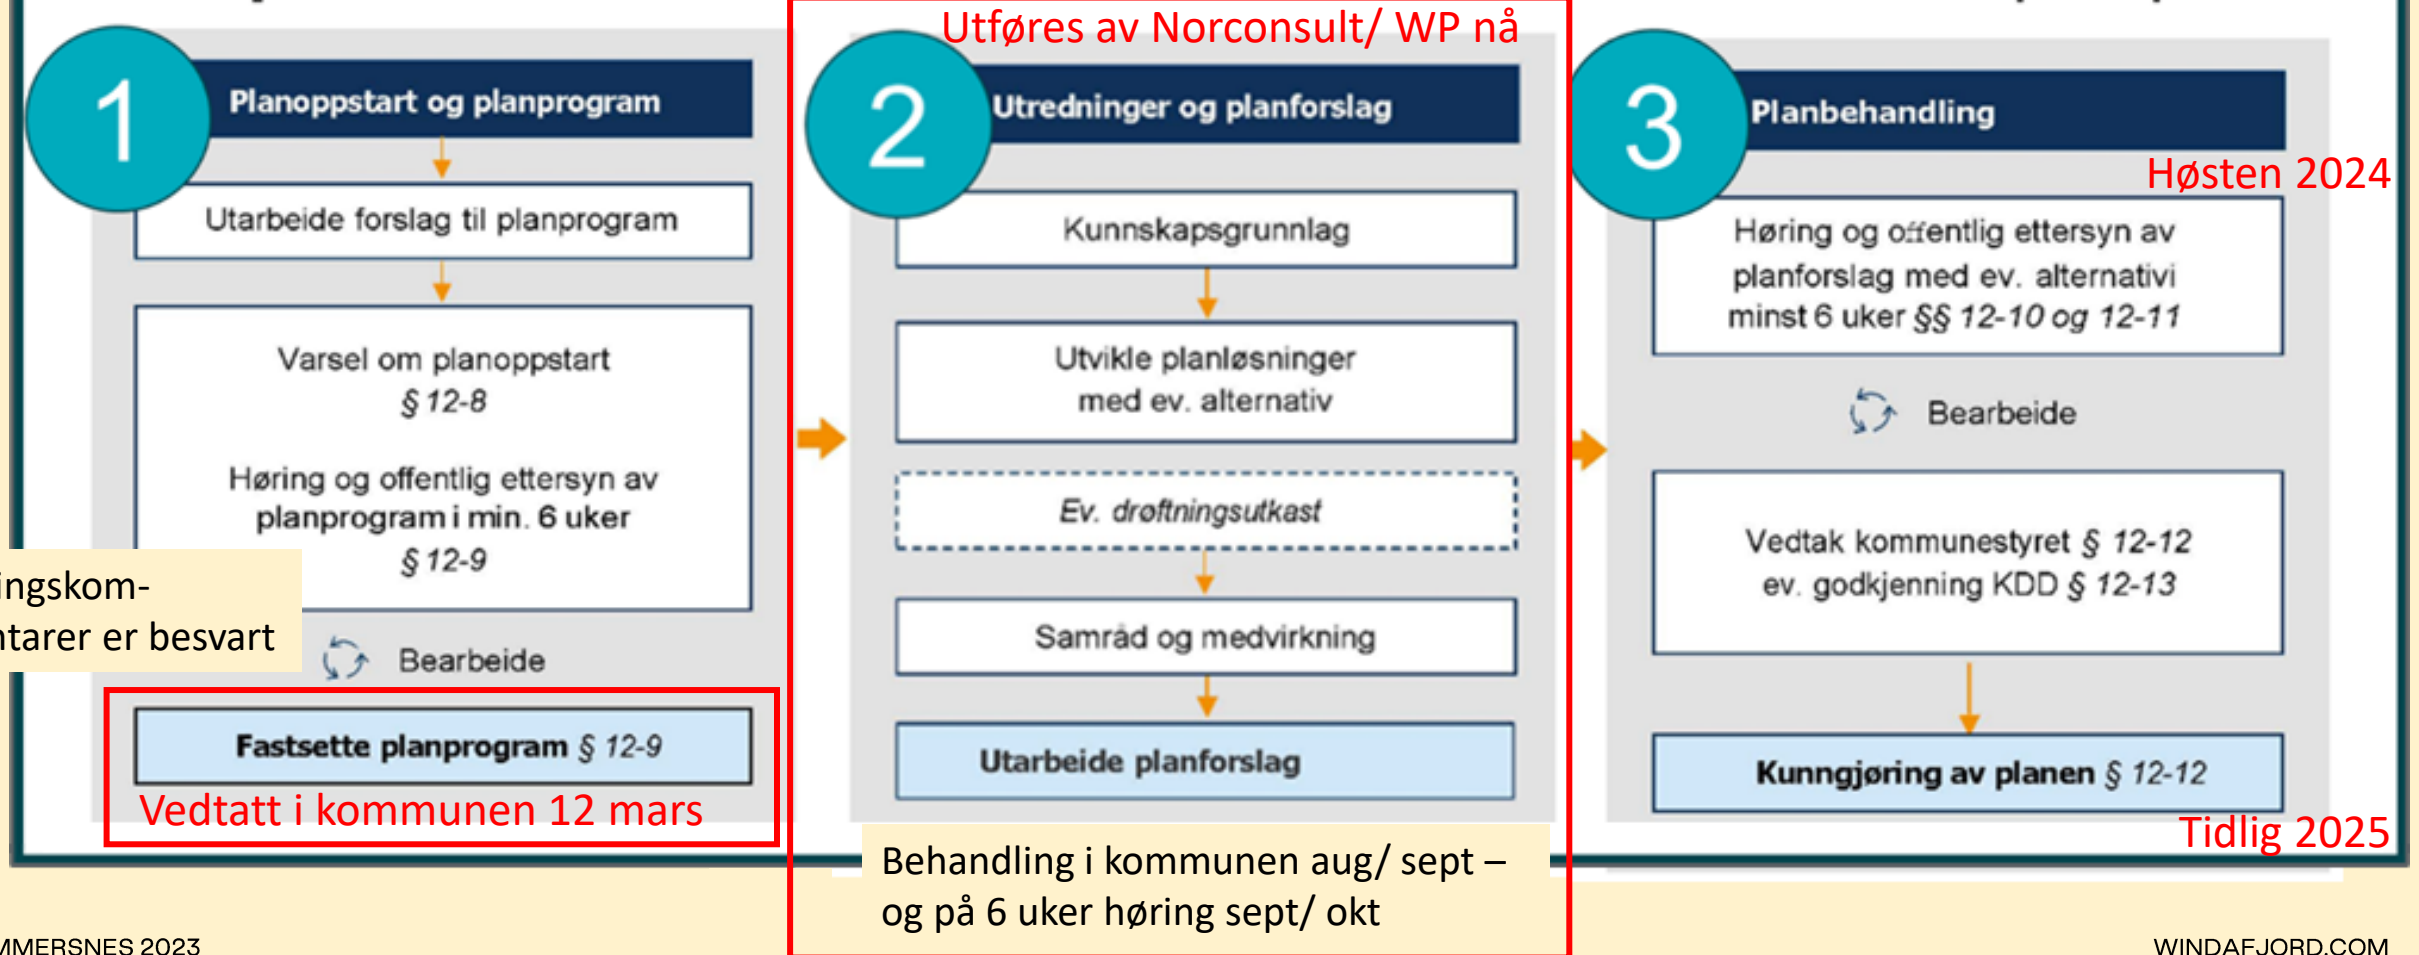 Utføres av Norconsult/ WP nå
1
Planoppstart og planprogram
Utarbeide forslag til planprogram
Varsel om planoppstart
§ 12-8
Høring og offentlig ettersyn av
planprogram i min. 6 uker
§ 12-9
ingskom-
ntarer er besvart
Bearbeide
Fastsette planprogram § 12-9
Vedtatt i kommunen 12 mars
2
Utredninger og planforslag
Kunnskapsgrunnlag
Utvikle planløsninger
med ev. alternativ
Ev. drøftningsutkast
Samråd og medvirkning
Utarbeide planforslag
Behandling i kommunen aug/ sept –
og på 6 uker høring sept/ okt
3
Planbehandling
Høsten 2024
Høring og offentlig ettersyn av
planforslag med ev. alternativi
minst 6 uker §§ 12-10 og 12-11
Bearbeide
Vedtak kommunestyret § 12-12
ev. godkjenning KDD § 12-13
Kunngjøring av planen § 12-12
Tidlig 2025
MMERSNES 2023
WINDAFJORD.COM